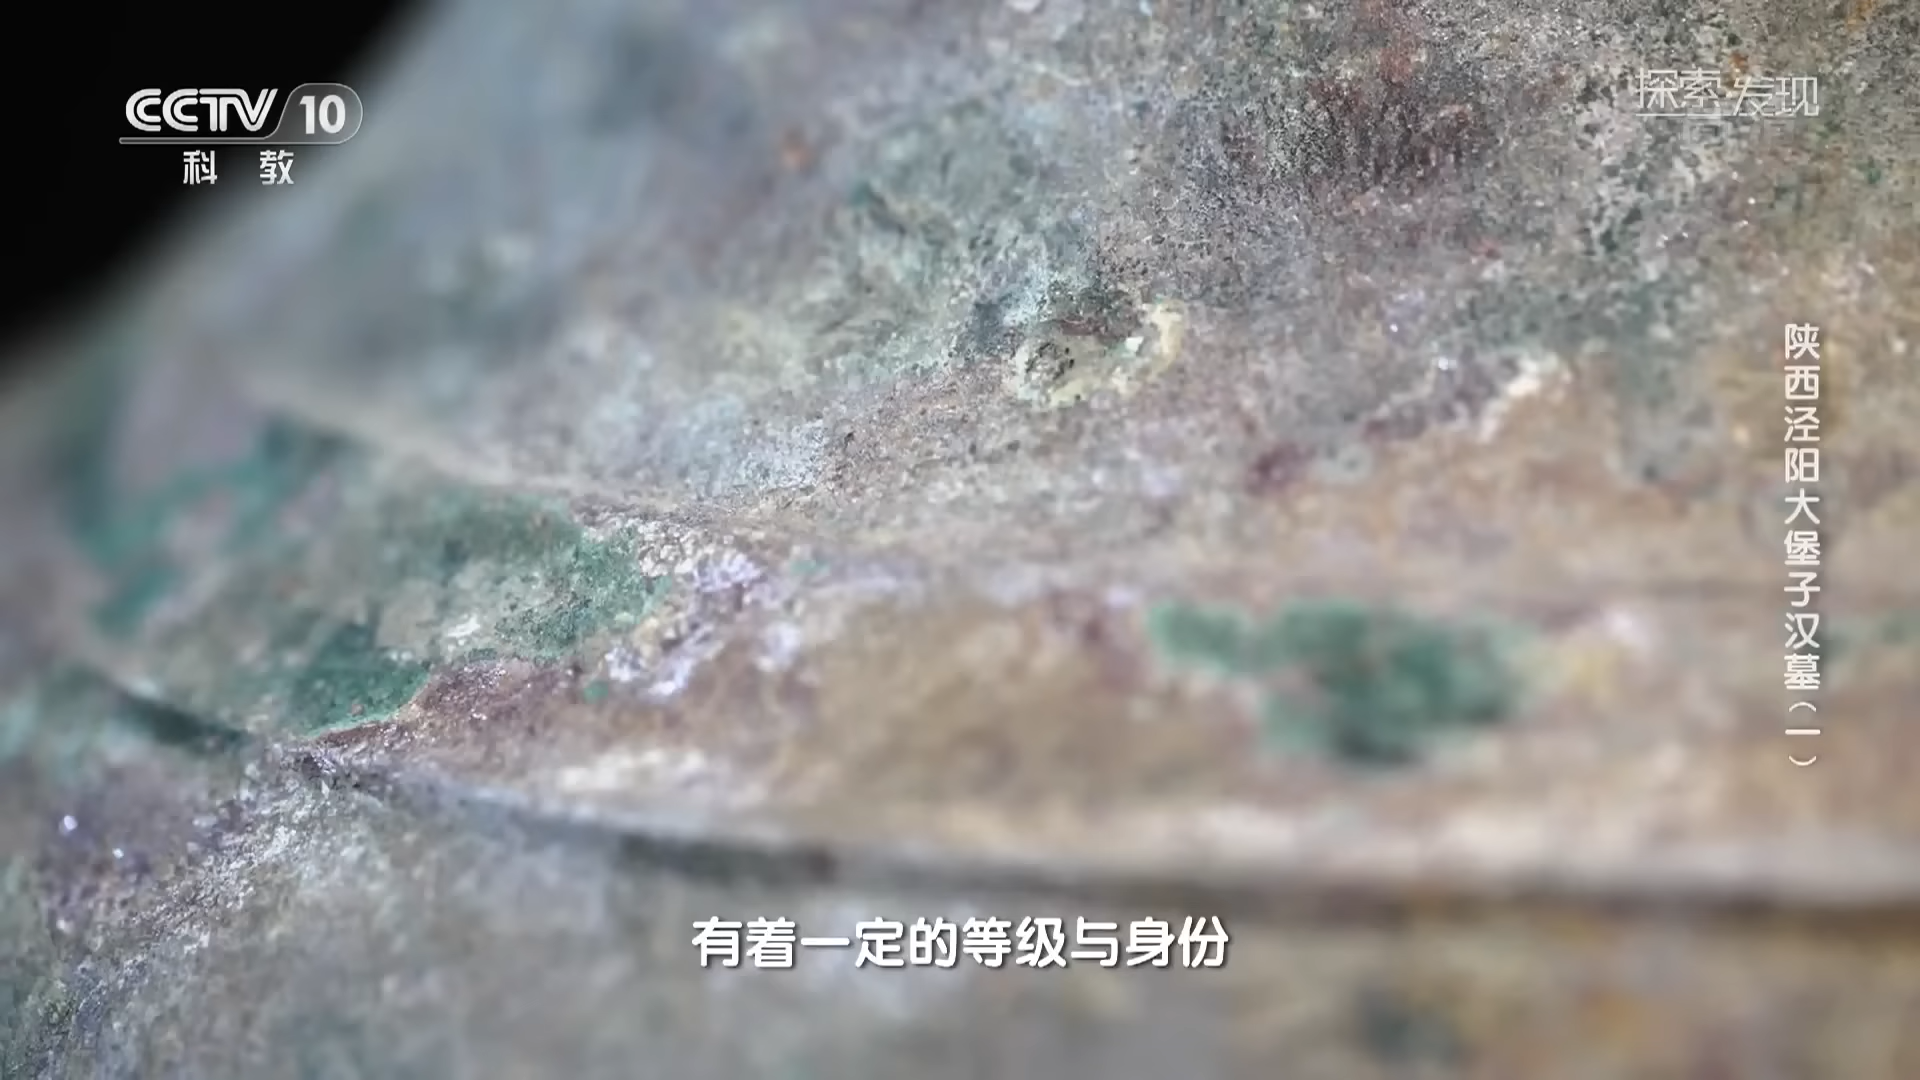 CCTV 10
科 教
探索 发现
陕西泾阳大堡子汉墓（一）
有着一定的等级与身份